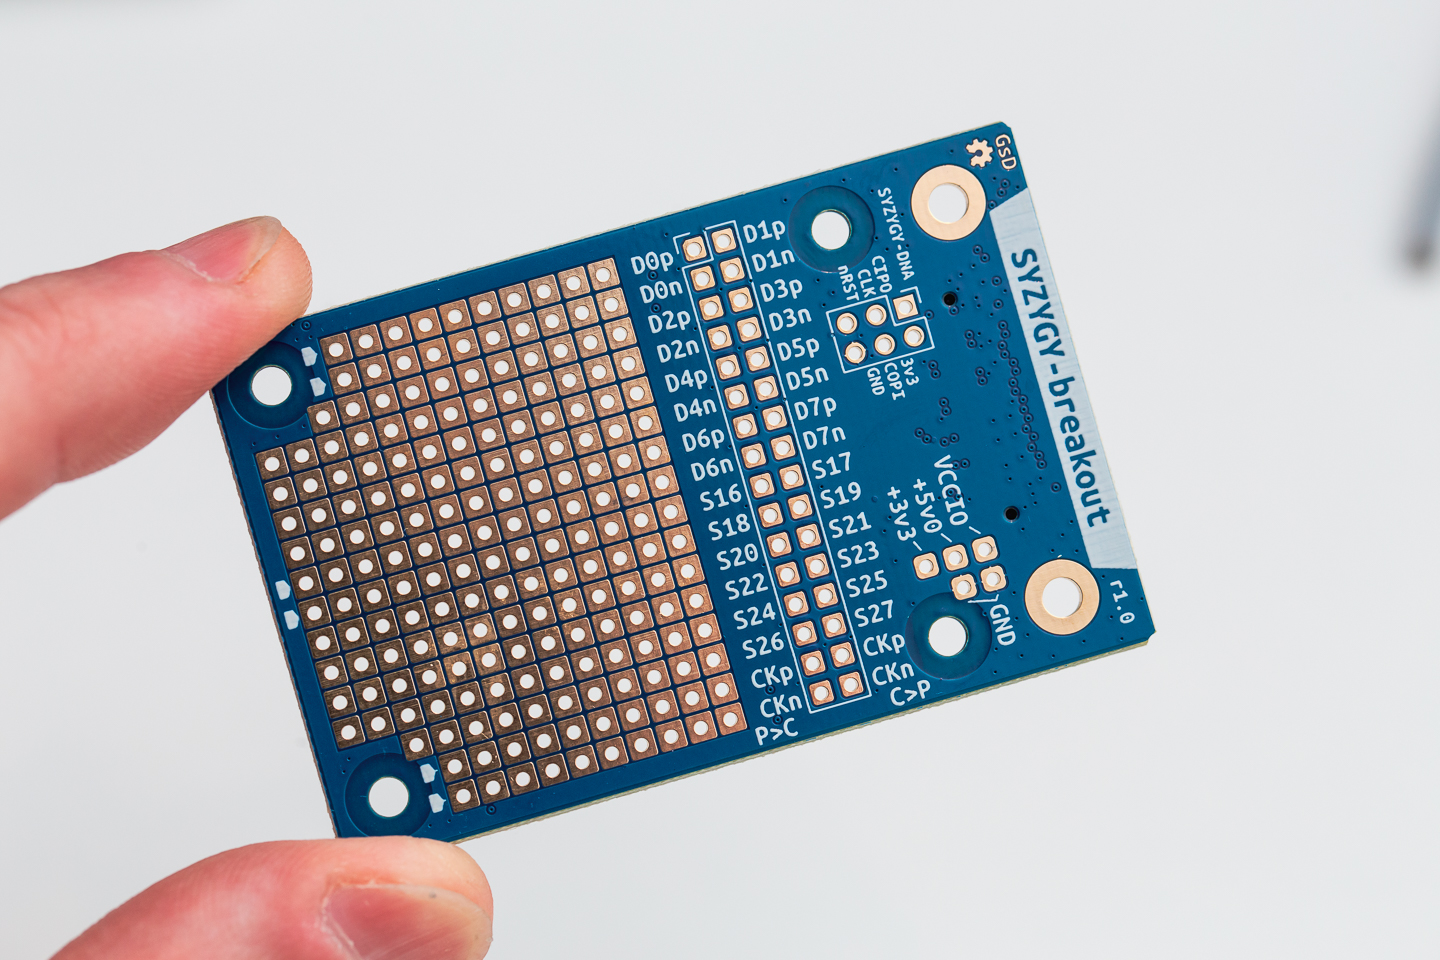 GsD
SYZYGY-breakout
r1.0
SYZYGY-DNA
nRST
CLK
CIPO
GND
COPI
3v3
D0p
D1p
D0n
D1n
D2p
D3p
D2n
D3n
D4p
D5p
D4n
D5n
D6p
D7p
D6n
D7n
S16
S17
S18
S19
S20
S21
S22
S23
S24
S25
S26
S27
CKp
CKp
CKn
CKn
P>C
C>P
+3v3
+5v0
VCCIO
GND